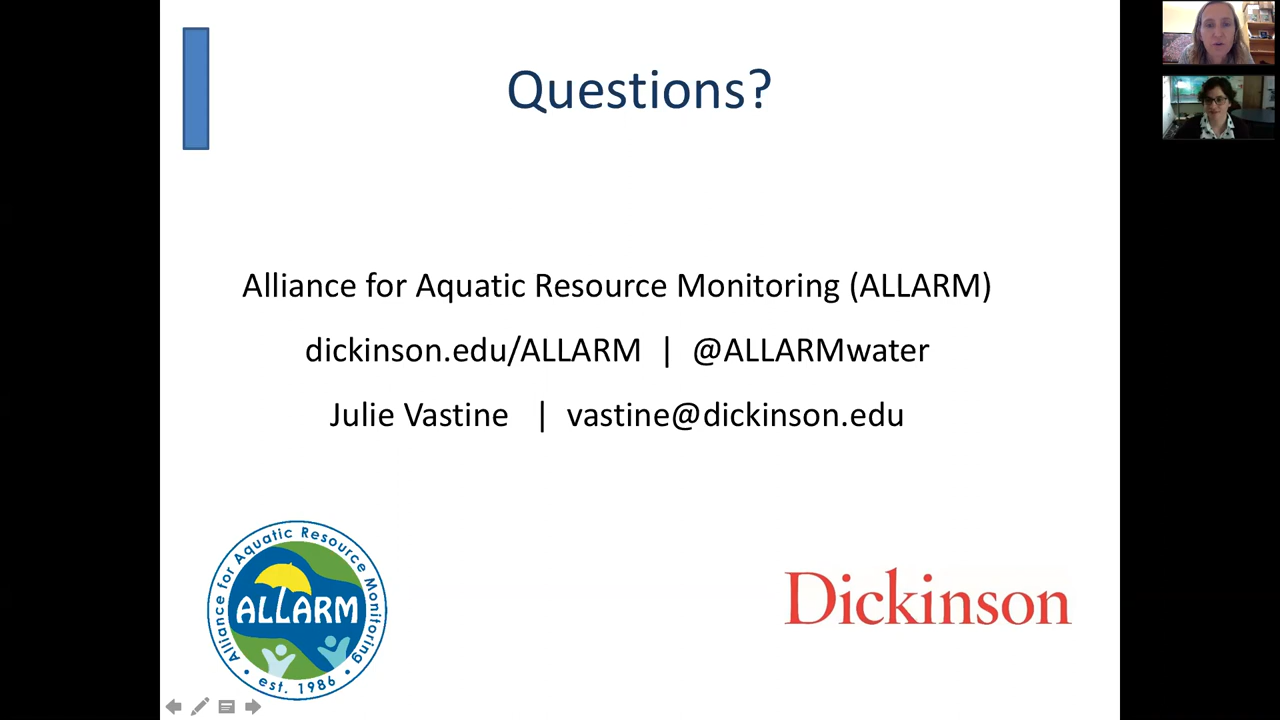 Questions?
Alliance for Aquatic Resource Monitoring (ALLARM)
dickinson.edu/ALLARM | @ALLARMwater
Julie Vastine | vastine@dickinson.edu
Alliance for Aquatic Resource Monitoring
ALLARM
est. 1986
Dickinson